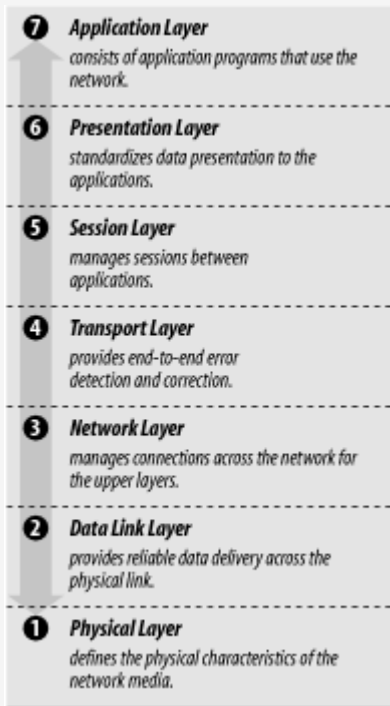 7 Application Layer
consists of application programs that use the
network.
6 Presentation Layer
standardizes data presentation to the
applications.
5 Session Layer
manages sessions between
applications.
4 Transport Layer
provides end-to-end error
detection and correction.
3 Network Layer
manages connections across the network for
the upper layers.
2 Data Link Layer
provides reliable data delivery across the
physical link.
1 Physical Layer
defines the physical characteristics of the
network media.